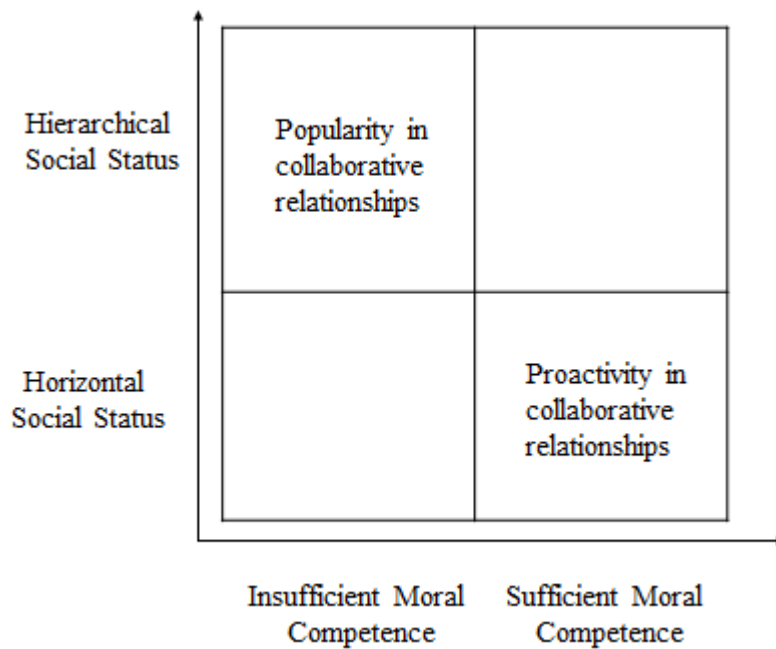 Hierarchical
Social Status
Popularity in
collaborative
relationships
Horizontal
Social Status
Proactivity in
collaborative
relationships
Insufficient Moral
Competence
Sufficient Moral
Competence